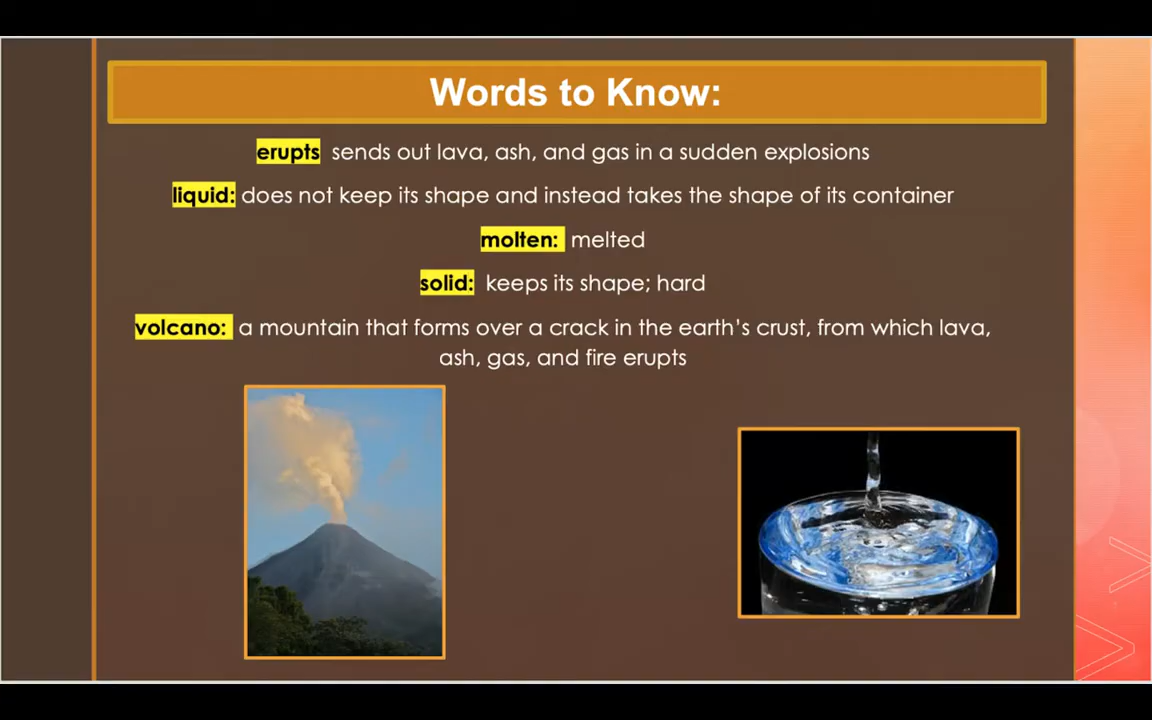 Words to Know:
erupts sends out lava, ash, and gas in a sudden explosions
liquid: does not keep its shape and instead takes the shape of its container
molten: melted
solid: keeps its shape; hard
volcano: a mountain that forms over a crack in the earth’s crust, from which lava,
ash, gas, and fire erupts